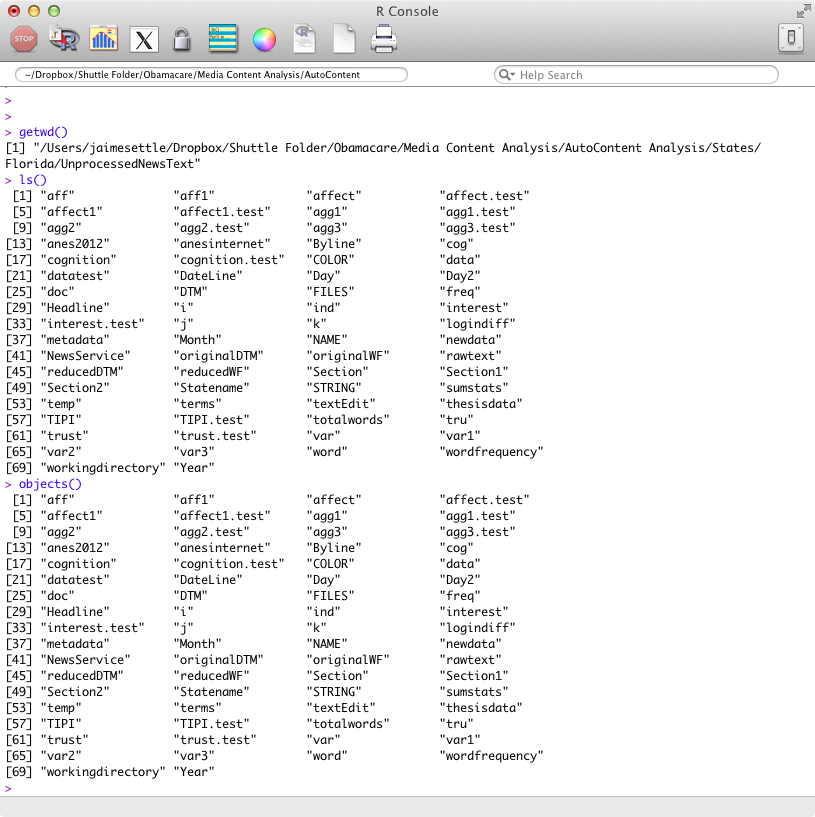 R Console
STOP
R
X
R
~/Dropbox/Shuttle Folder/Obamacare/Media Content Analysis/AutoContent
Help Search
>
>
> getwd()
[1] "/Users/jaimesettle/Dropbox/Shuttle Folder/Obamacare/Media Content Analysis/AutoContent Analysis/States/
Florida/UnprocessedNewsText"
> ls()
[1] "aff" "aff1" "affect" "affect.test"
[5] "affect1" "affect1.test" "agg1" "agg1.test"
[9] "agg2" "agg2.test" "agg3" "agg3.test"
[13] "anes2012" "anesinternet" "Byline" "cog"
[17] "cognition" "cognition.test" "COLOR" "data"
[21] "datatest" "DateLine" "Day" "Day2"
[25] "doc" "DTM" "FILES" "freq"
[29] "Headline" "i" "ind" "interest"
[33] "interest.test" "j" "k" "logindiff"
[37] "metadata" "Month" "NAME" "newdata"
[41] "NewsService" "originalDTM" "originalWF" "rawtext"
[45] "reducedDTM" "reducedWF" "Section" "Section1"
[49] "Section2" "Statename" "STRING" "sumstats"
[53] "temp" "terms" "textEdit" "thesisdata"
[57] "TIPI" "TIPI.test" "totalwords" "tru"
[61] "trust" "trust.test" "var" "var1"
[65] "var2" "var3" "word" "wordfrequency"
[69] "workingdirectory" "Year"
> objects()
[1] "aff" "aff1" "affect" "affect.test"
[5] "affect1" "affect1.test" "agg1" "agg1.test"
[9] "agg2" "agg2.test" "agg3" "agg3.test"
[13] "anes2012" "anesinternet" "Byline" "cog"
[17] "cognition" "cognition.test" "COLOR" "data"
[21] "datatest" "DateLine" "Day" "Day2"
[25] "doc" "DTM" "FILES" "freq"
[29] "Headline" "i" "ind" "interest"
[33] "interest.test" "j" "k" "logindiff"
[37] "metadata" "Month" "NAME" "newdata"
[41] "NewsService" "originalDTM" "originalWF" "rawtext"
[45] "reducedDTM" "reducedWF" "Section" "Section1"
[49] "Section2" "Statename" "STRING" "sumstats"
[53] "temp" "terms" "textEdit" "thesisdata"
[57] "TIPI" "TIPI.test" "totalwords" "tru"
[61] "trust" "trust.test" "var" "var1"
[65] "var2" "var3" "word" "wordfrequency"
[69] "workingdirectory" "Year"
>